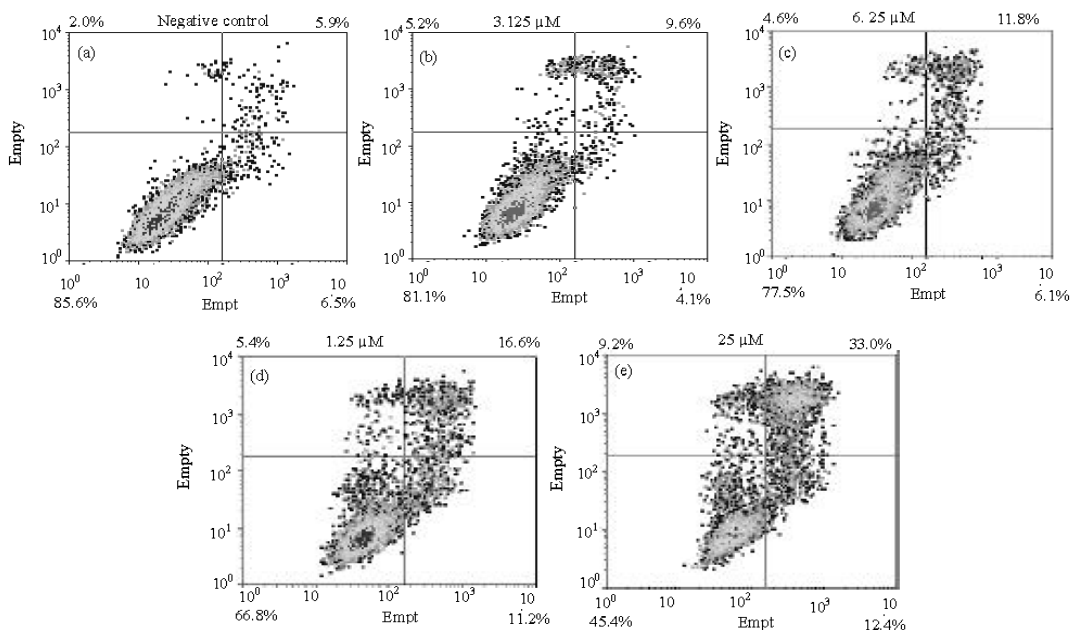 2.0% Negative control 5.9%
(a)
10⁴
10³
10²
10¹
10⁰
Empty
10⁰ 10 10² 10³ 10
85.6% Empt 6.5%
5.2% 3.125 µM 9.6%
(b)
10⁴
10³
10²
10¹
10⁰
Empty
10⁰ 10 10² 10³ 10
81.1% Empt 4.1%
4.6% 6. 25 µM 11.8%
(c)
10⁴
10³
10²
10¹
10⁰
Empty
10⁰ 10 10² 10³ 10
77.5% Empt 6.1%
5.4% 1.25 µM 16.6%
(d)
10⁴
10³
10²
10¹
10⁰
Empty
10⁰ 10 10² 10³ 10
66.8% Empt 11.2%
9.2% 25 µM 33.0%
(e)
10⁴
10³
10²
10¹
10⁰
Empty
10⁰ 10 10² 10³ 10
45.4% Empt 12.4%